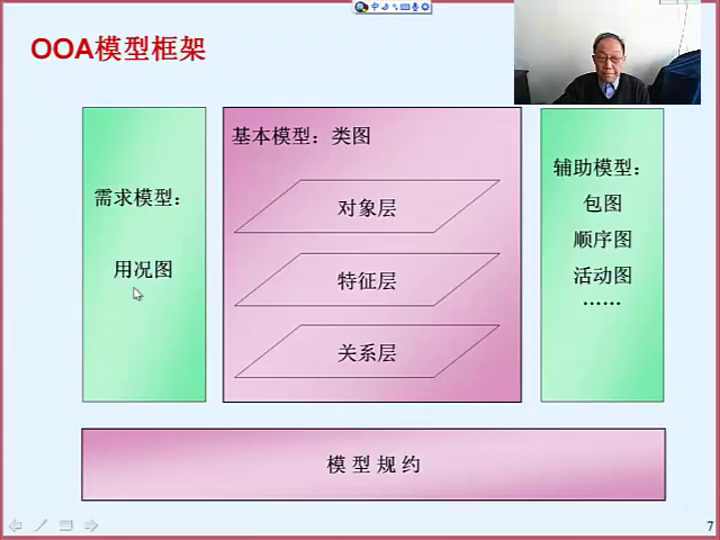 中
OOA模型框架
需求模型：
用况图
基本模型：类图
对象层
特征层
关系层
辅助模型：
包图
顺序图
活动图
……
模型规约
7